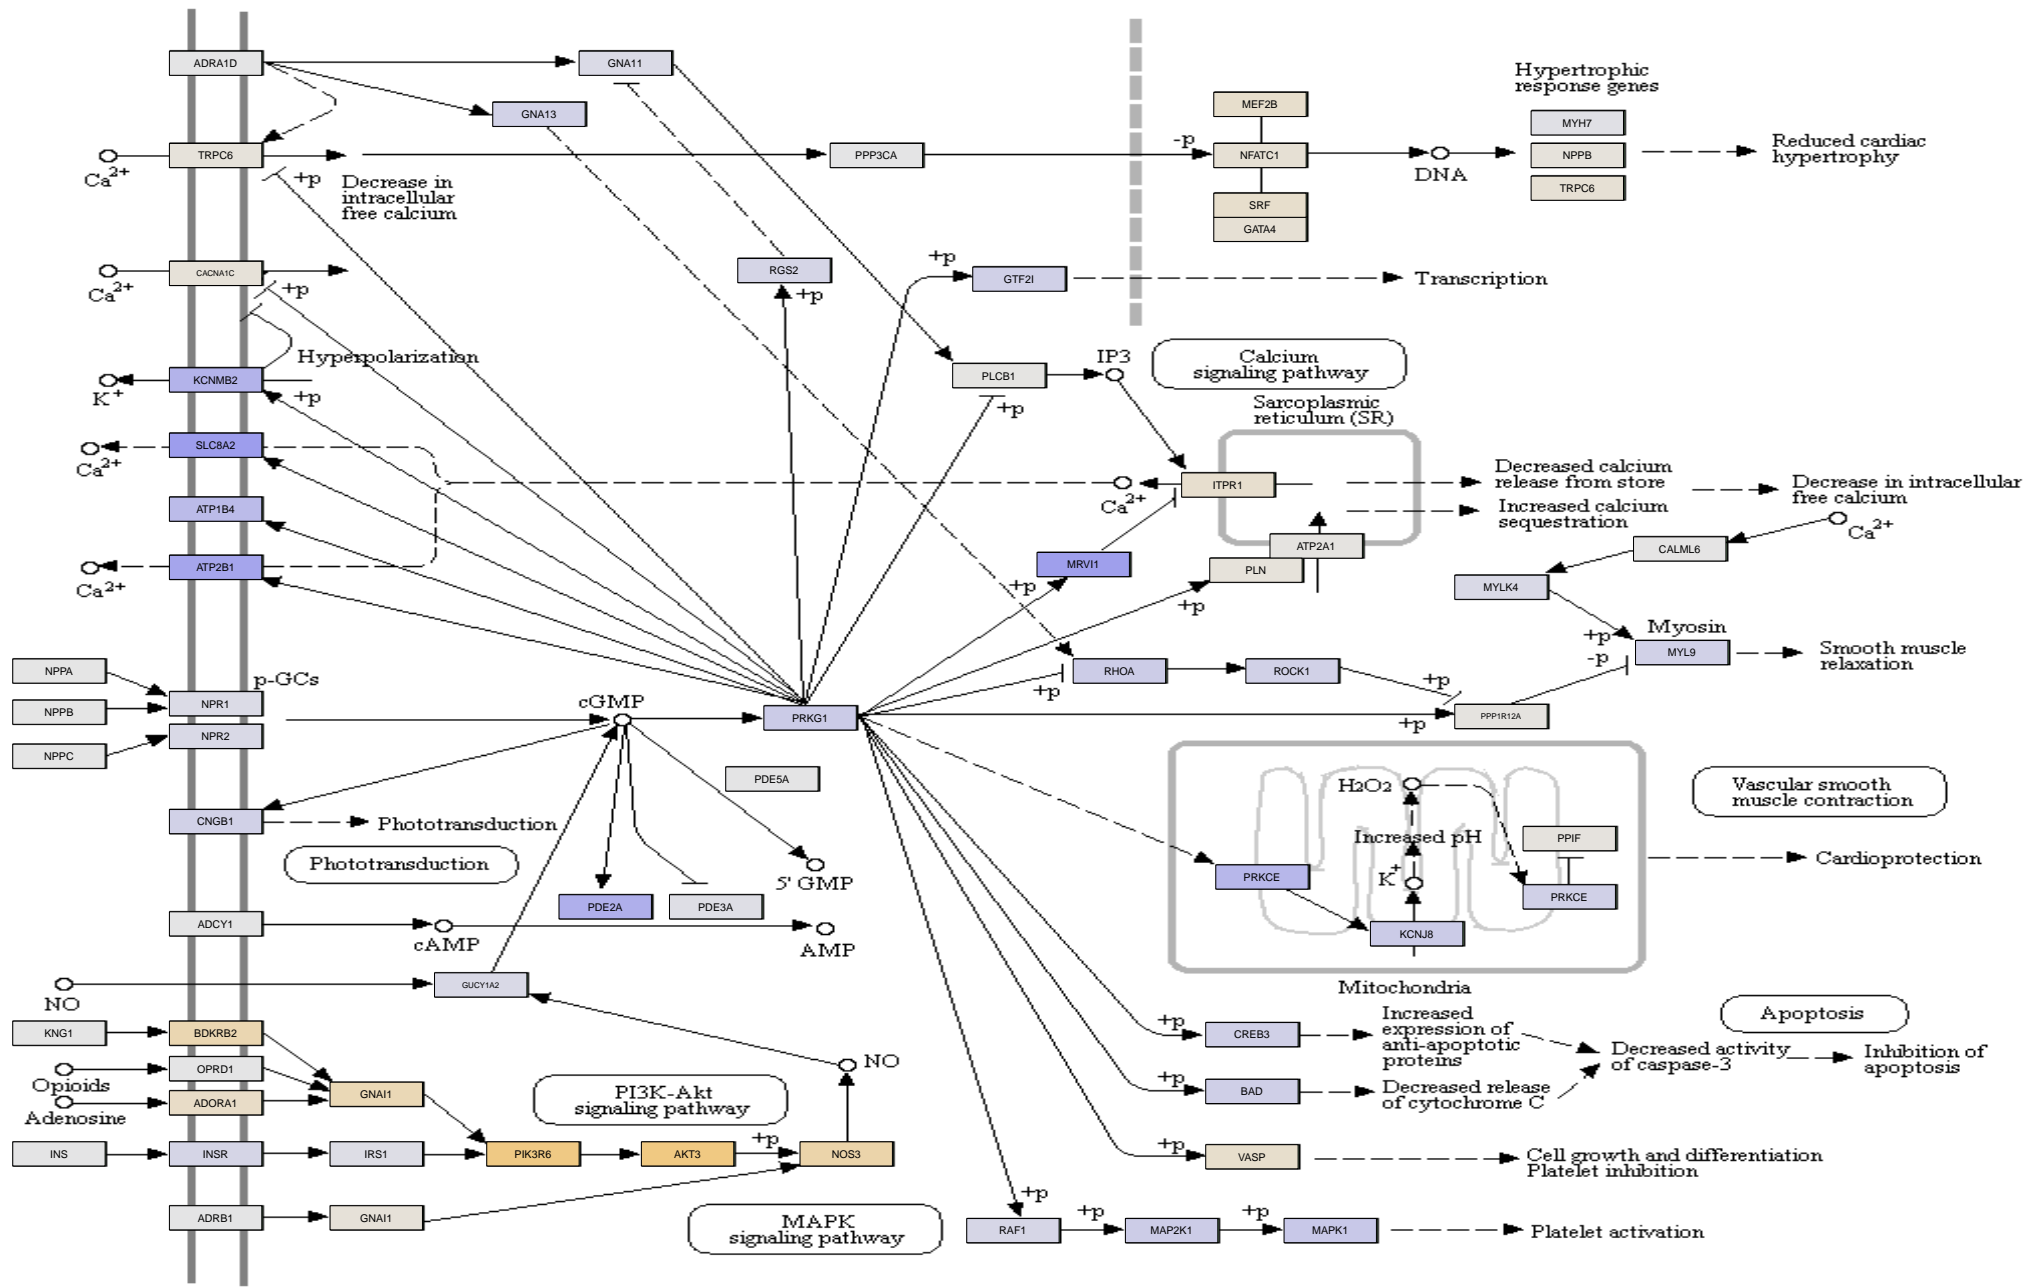 ADRA1D
GNA11
GNA13
Hypertrophic
response genes
MEF2B
MYH7
TRPC6
Ca2+
+p
Decrease in
intracellular
free calcium
PPP3CA
-p
NFATC1
DNA
NPPB
Reduced cardiac
hypertrophy
TRPC6
SRF
GATA4
CACNA1C
Ca2+
+p
RGS2
+p
+p
GTF2I
Transcription
Hyperpolarization
KCNMB2
K+
+p
PLCB1
IP3
+p
Calcium
signaling pathway
Sarcoplasmic
reticulum (SR)
SLC8A2
Ca2+
Ca2+
ITPR1
Decreased calcium
release from store
Increased calcium
sequestration
Decrease in intracellular
free calcium
Ca2+
ATP1B4
ATP2B1
Ca2+
MRVI1
+p
ATP2A1
PLN
+p
CALML6
MYLK4
+p
Myosin
-p
MYL9
Smooth muscle
relaxation
NPPA
NPPB
NPPC
p-GCs
NPR1
NPR2
cGMP
PRKG1
RHOA
+p
ROCK1
+p
+p
PPP1R12A
PDE5A
CNGB1
Phototransduction
Phototransduction
5' GMP
PDE2A
PDE3A
H2O2
Increased pH
K+
PPIF
PRKCE
PRKCE
KCNJ8
Mitochondria
Vascular smooth
muscle contraction
Cardioprotection
ADCY1
cAMP
AMP
NO
GUCY1A2
KNG1
BDKRB2
Opioids
OPRD1
Adenosine
ADORA1
GNAI1
NO
PI3K-Akt
signaling pathway
INS
INSR
IRS1
PIK3R6
AKT3
+p
NOS3
ADRB1
GNAI1
MAPK
signaling pathway
+p
CREB3
Increased
expression of
anti-apoptotic
proteins
Apoptosis
Decreased activity
of caspase-3
Inhibition of
apoptosis
+p
BAD
Decreased release
of cytochrome C
+p
VASP
Cell growth and differentiation
Platelet inhibition
+p
RAF1
+p
MAP2K1
+p
MAPK1
Platelet activation